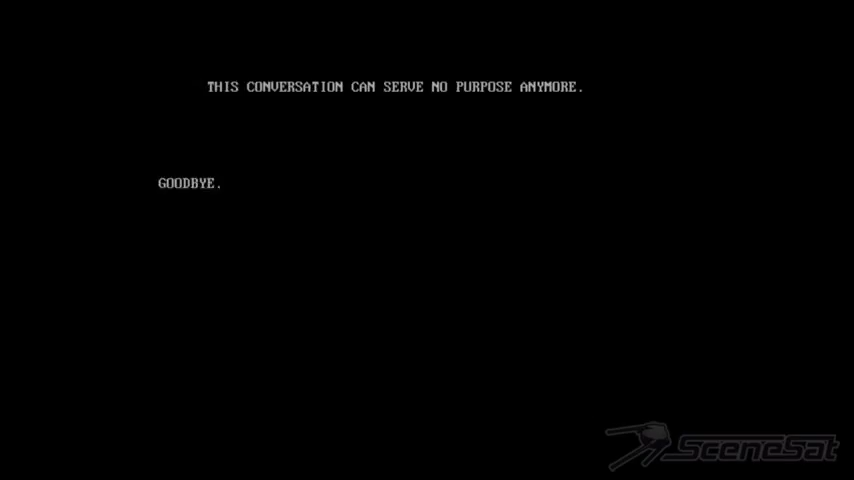 THIS CONVERSATION CAN SERVE NO PURPOSE ANYMORE.
GOODBYE.
SceneSat